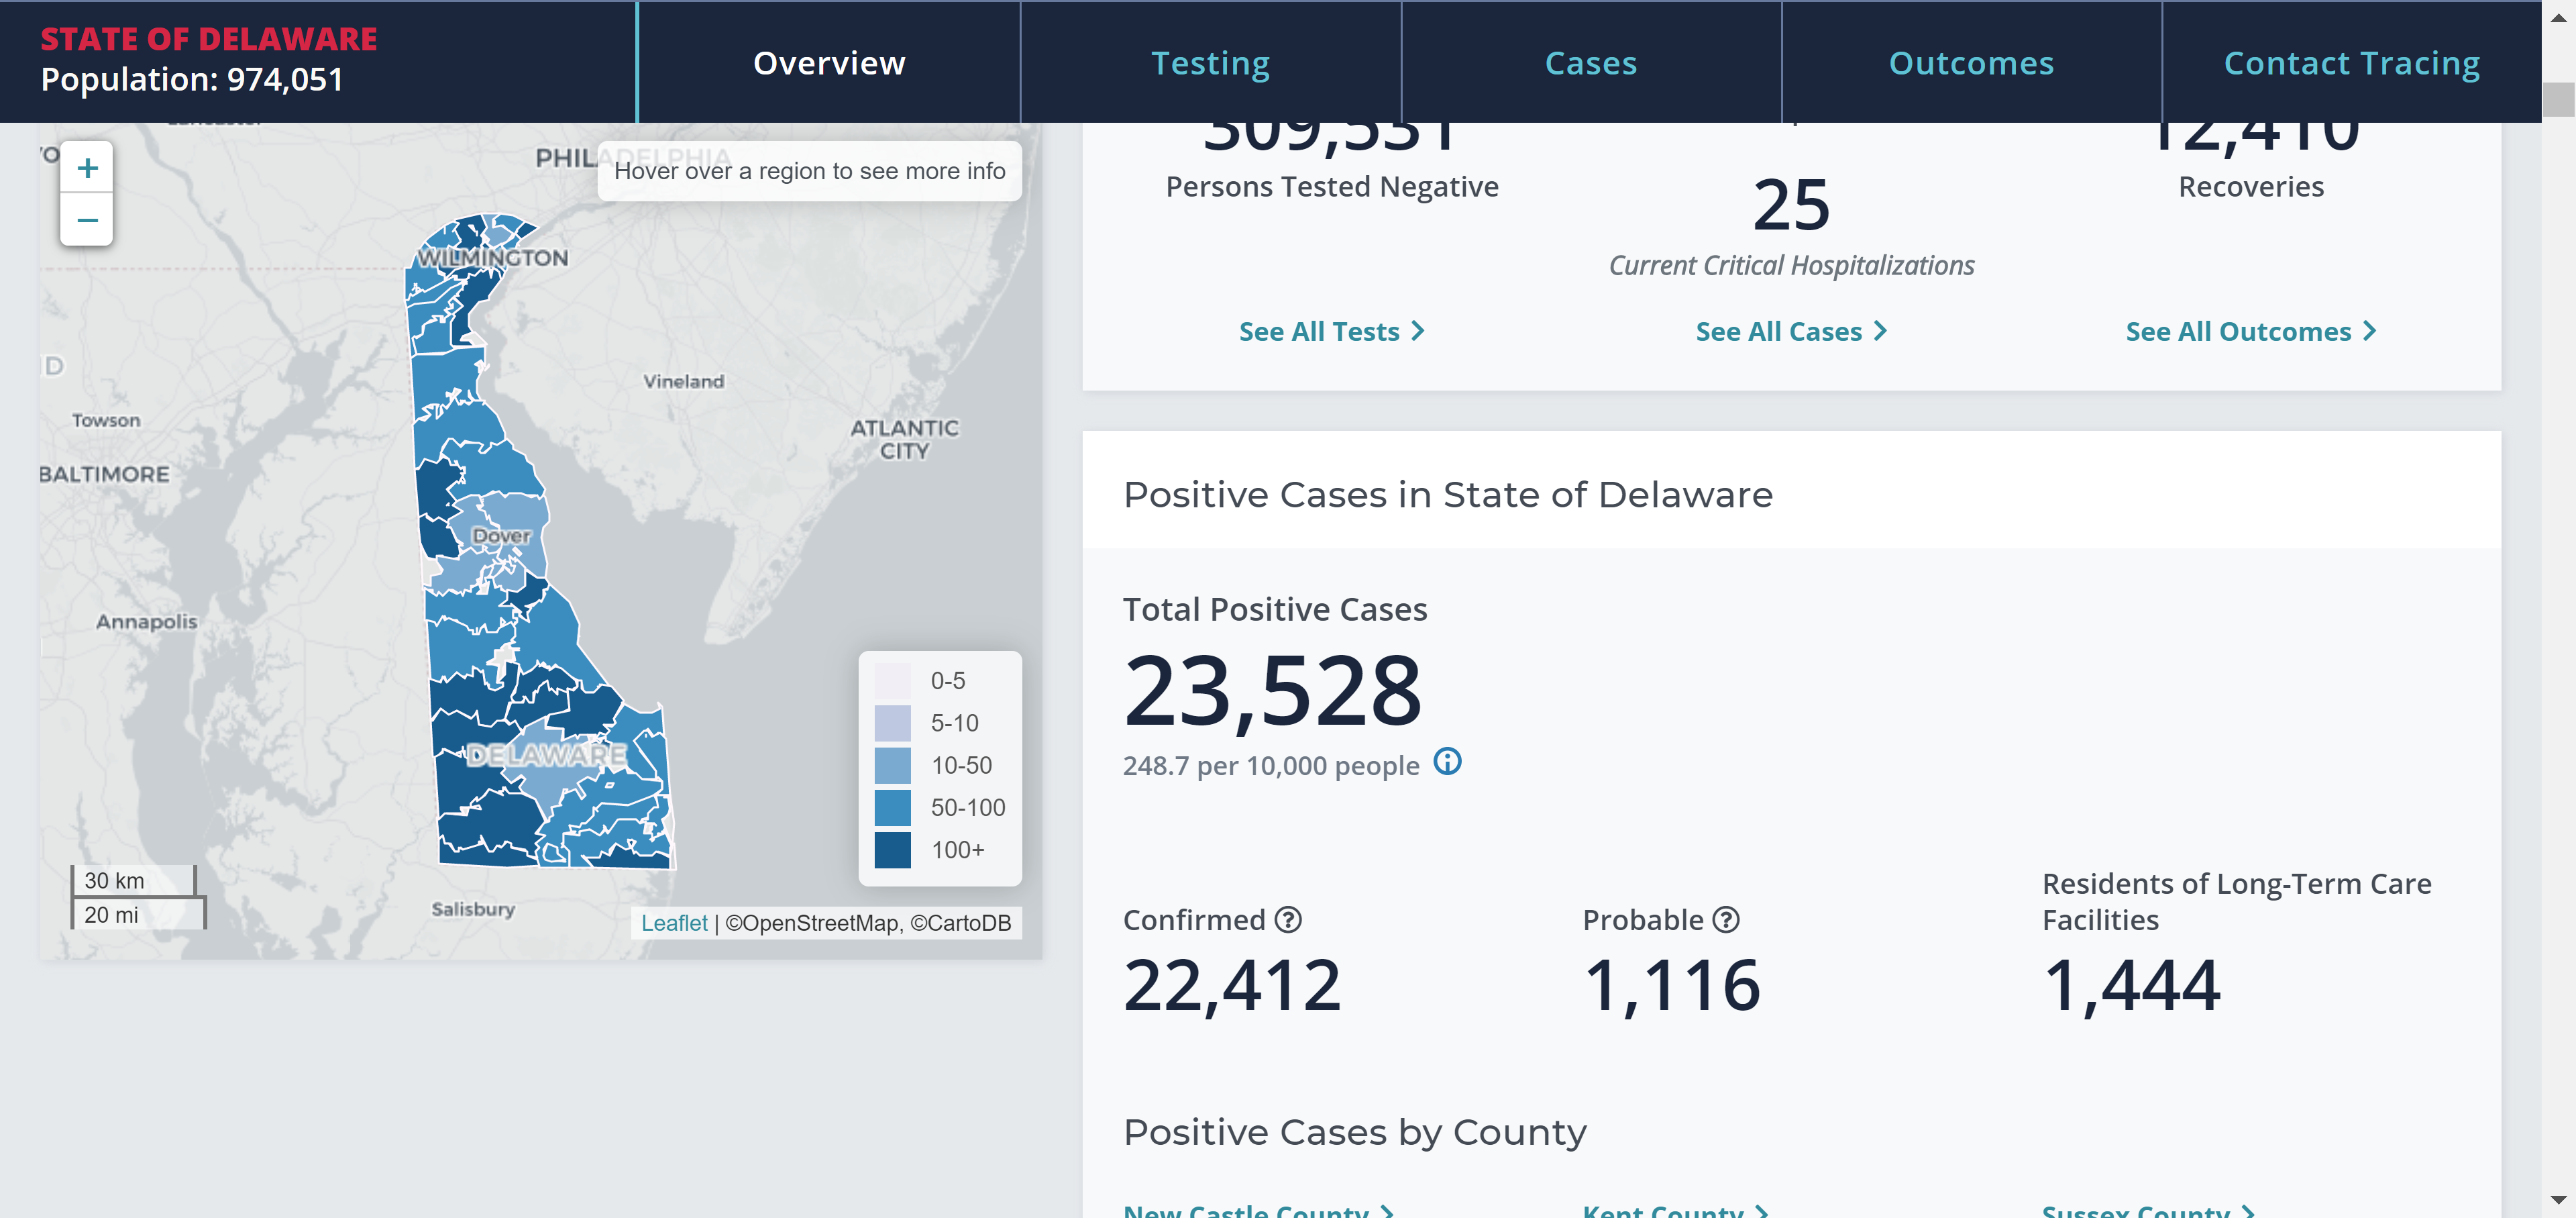 STATE OF DELAWARE
Population: 974,051
Overview
Testing
Cases
Outcomes
Contact Tracing
+
−
PHILADELPHIA
Hover over a region to see more info
WILMINGTON
Vineland
Towson
ATLANTIC
CITY
BALTIMORE
Dover
Annapolis
DELAWARE
Salisbury
0-5
5-10
10-50
50-100
100+
30 km
20 mi
Leaflet | ©OpenStreetMap, ©CartoDB
309,531
Persons Tested Negative
25
Current Critical Hospitalizations
12,410
Recoveries
See All Tests
See All Cases
See All Outcomes
Positive Cases in State of Delaware
Total Positive Cases
23,528
248.7 per 10,000 people
Confirmed
22,412
Probable
1,116
Residents of Long-Term Care
Facilities
1,444
Positive Cases by County
New Castle County
Kent County
Sussex County